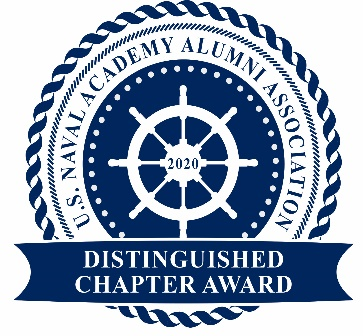 U.S. NAVAL ACADEMY ALUMNI ASSOCIATION
2020
DISTINGUISHED
CHAPTER AWARD